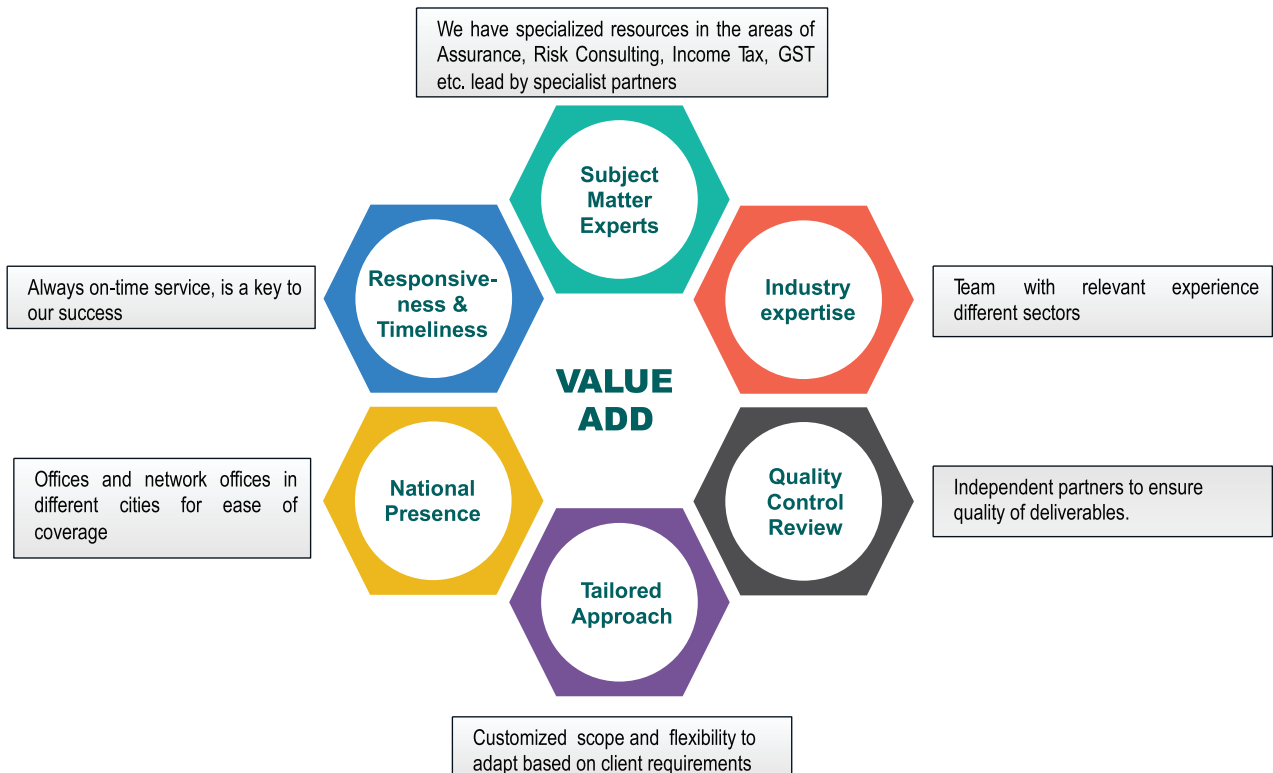 We have specialized resources in the areas of
Assurance, Risk Consulting, Income Tax, GST
etc. lead by specialist partners
Subject
Matter
Experts
Responsive-
ness &
Timeliness
Industry
expertise
Always on-time service, is a key to
our success
Team with relevant experience
different sectors
VALUE
ADD
National
Presence
Quality
Control
Review
Offices and network offices in
different cities for ease of
coverage
Independent partners to ensure
quality of deliverables.
Tailored
Approach
Customized scope and flexibility to
adapt based on client requirements